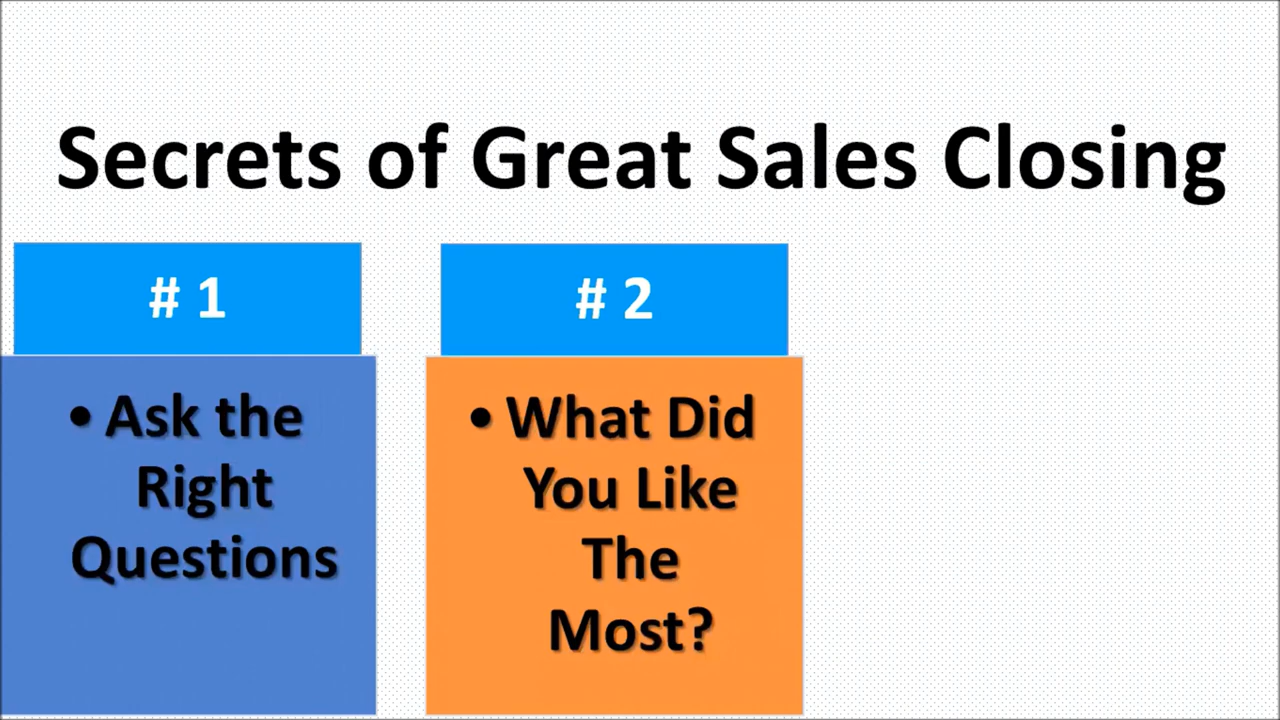 Secrets of Great Sales Closing
# 1
• Ask the
Right
Questions
# 2
• What Did
You Like
The
Most?